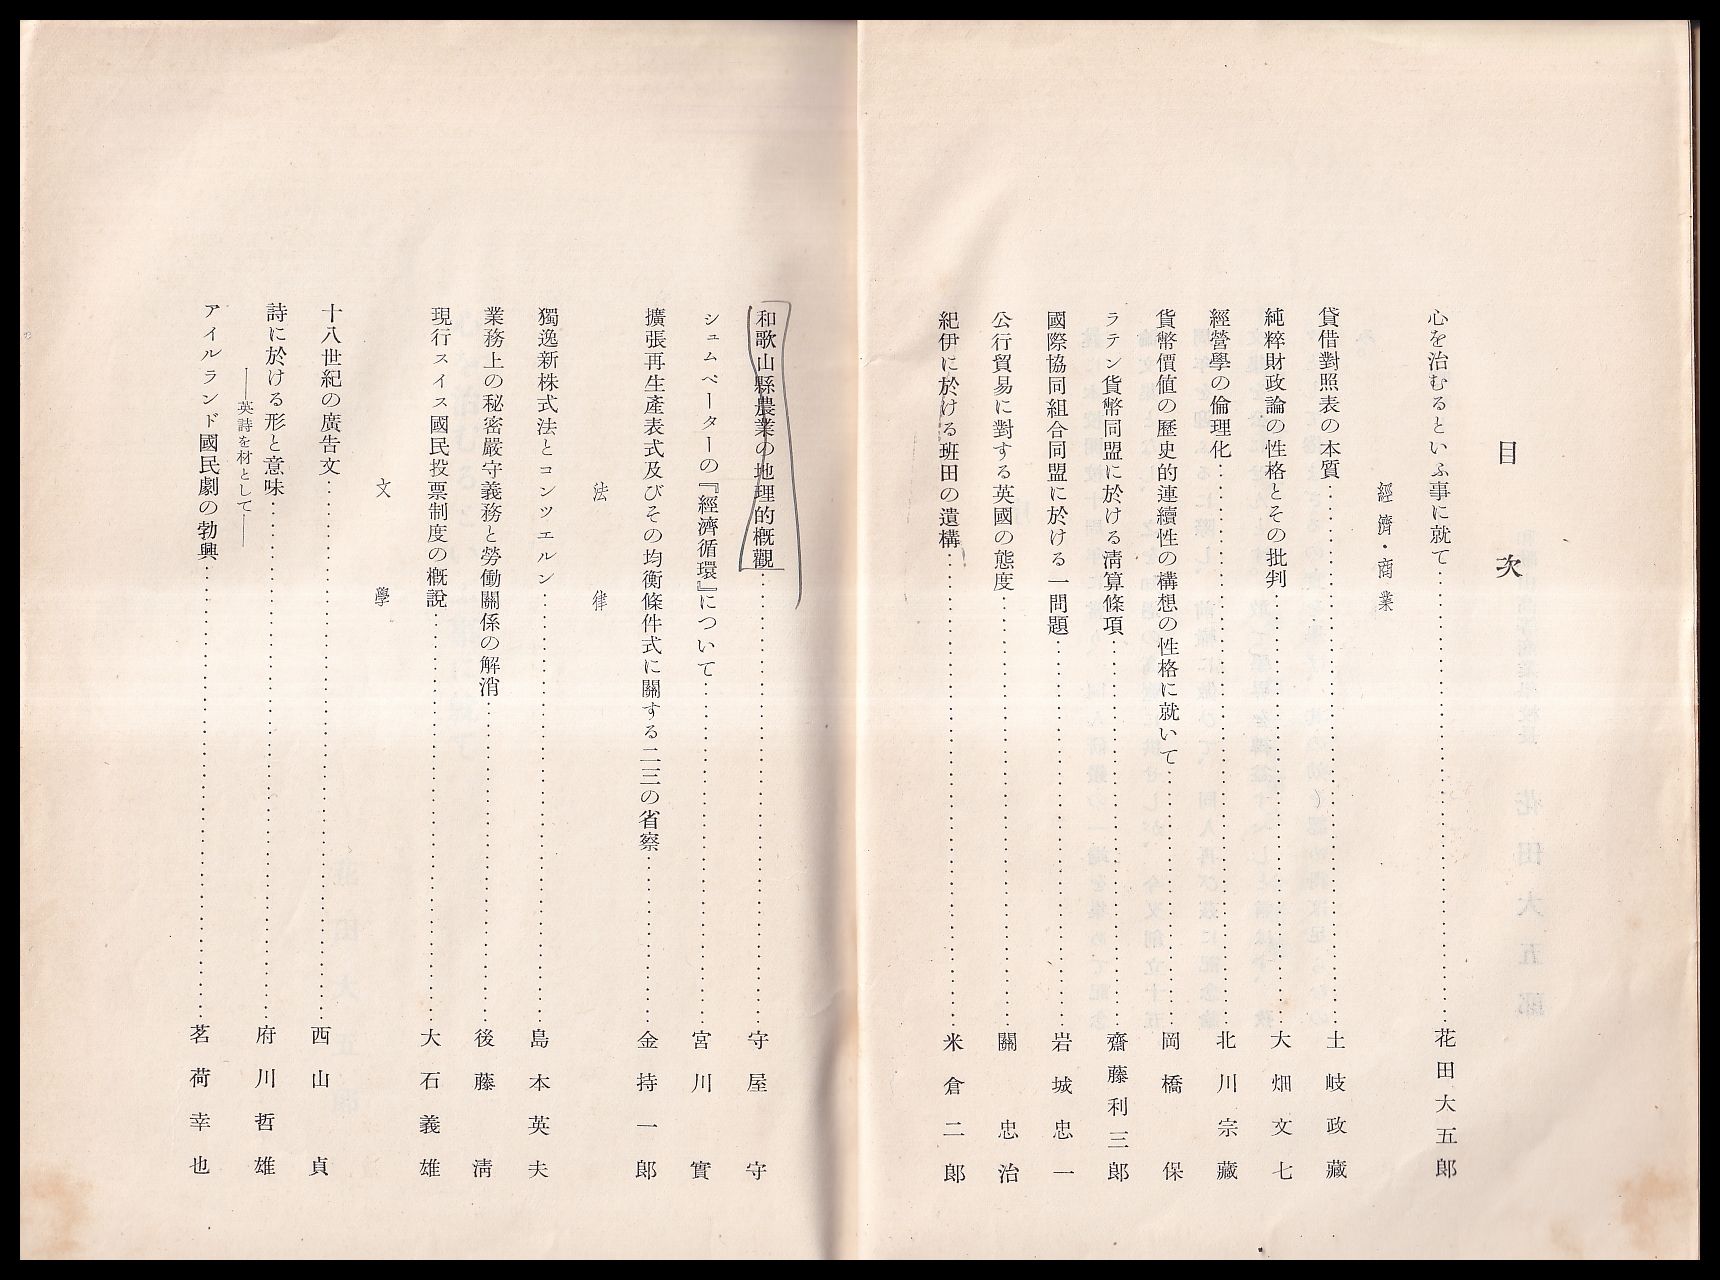 目次
心を治むるといふ事に就て……花田大五郎
經濟・商業
貸借對照表の本質……土岐政藏
純粹財政論の性格とその批判……大畑文七
經營學の倫理化……北川宗藏
貨幣價値の歷史的連續性の構想の性格に就いて……岡橋保
ラテン貨幣同盟に於ける淸算條項……齋藤利三郎
國際協同組合同盟に於ける一問題……岩城忠一
公行貿易に對する英國の態度……關忠治
紀伊に於ける班田の遺構……米倉二郎
和歌山縣農業の地理的槪觀……守屋守
シュムペーターの『經濟循環』について……宮川實
擴張再生產表式及びその均衡條件式に關する二三の省察……金持一郎
法律
獨逸新株式法とコンツエルン……島本英夫
業務上の秘密嚴守義務と勞働關係の解消……後藤淸
現行スイス國民投票制度の槪說……大石義雄
文學
十八世紀の廣告文……西山貞
詩に於ける形と意味……府川哲雄
――英詩を材として――
アイルランド國民劇の勃興……茗荷幸也